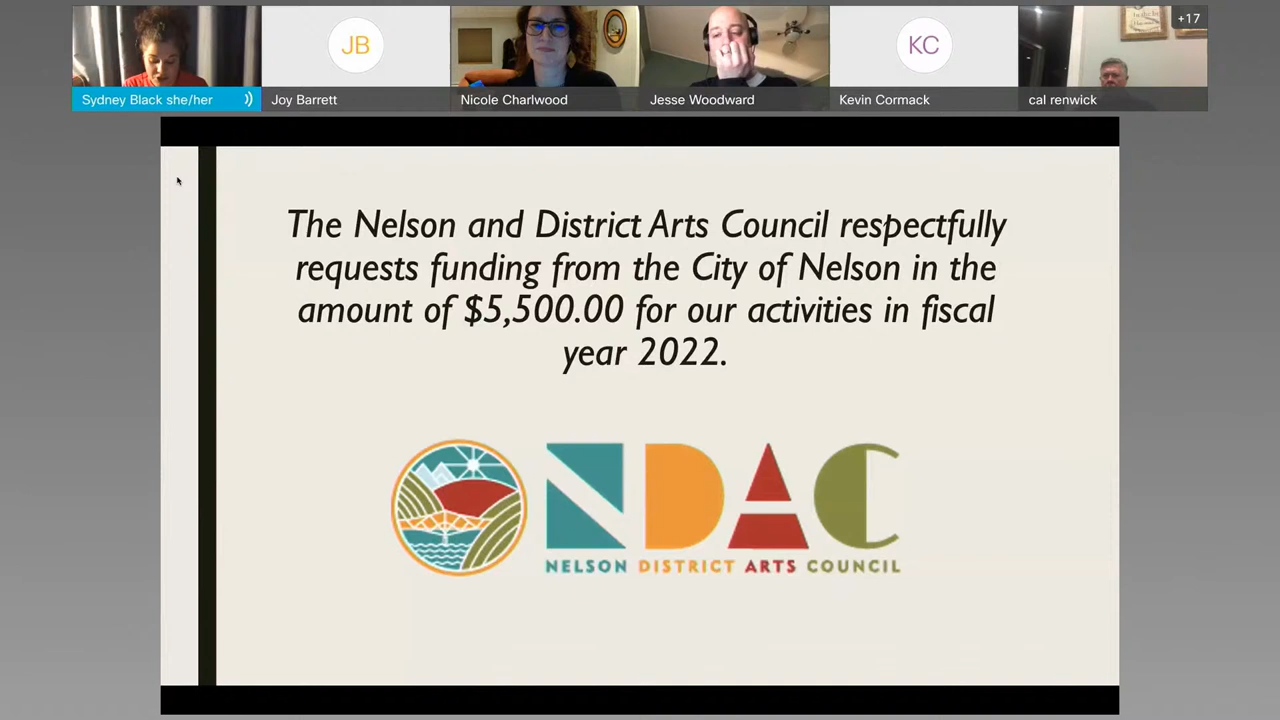 +17
JB
KC
Sydney Black she/her
Joy Barrett
Nicole Charlwood
Jesse Woodward
Kevin Cormack
cal renwick
The Nelson and District Arts Council respectfully
requests funding from the City of Nelson in the
amount of $5,500.00 for our activities in fiscal
year 2022.
NDAC
NELSON DISTRICT ARTS COUNCIL